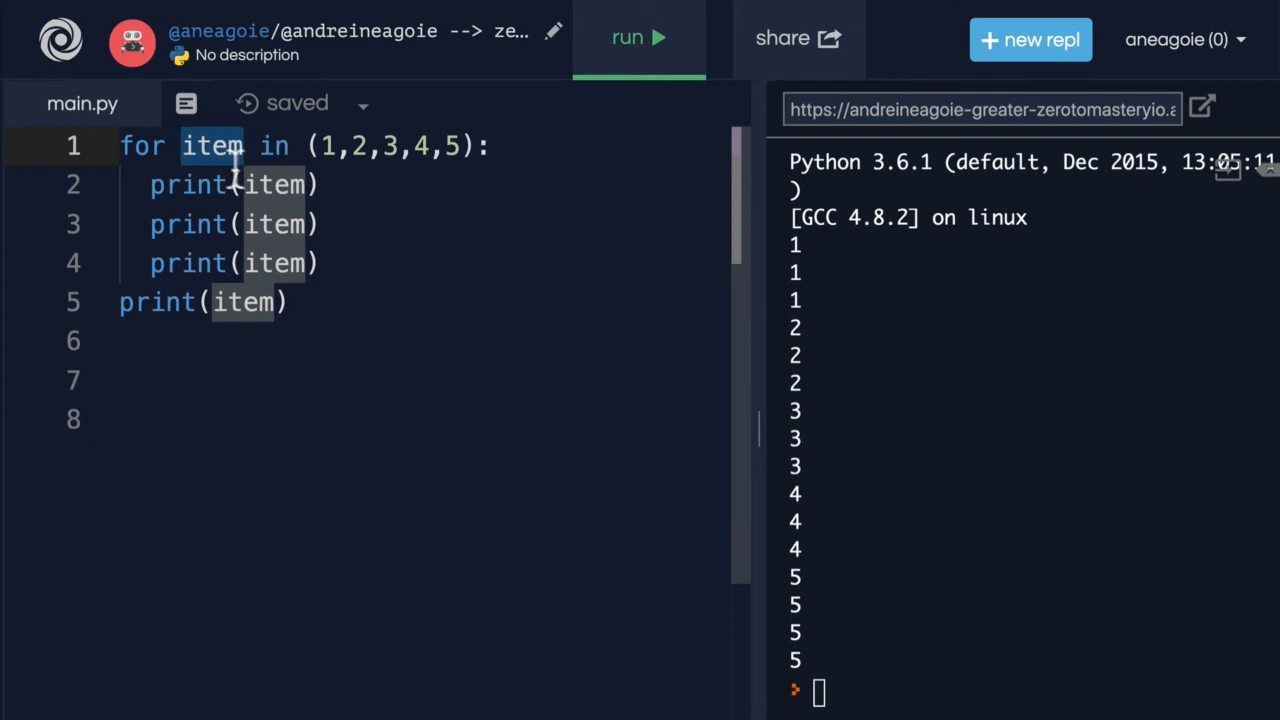 @aneagoie/@andreineagoie --> ze...
No description
run
share
+ new repl
aneagoie (0)
main.py
saved
1 for item in (1,2,3,4,5):
2 print(item)
3 print(item)
4 print(item)
5 print(item)
6
7
8
https://andreineagoie-greater-zerotomasteryio.a
Python 3.6.1 (default, Dec 2015, 13:05:11
)
[GCC 4.8.2] on linux
1
1
1
2
2
2
3
3
3
4
4
4
5
5
5
5